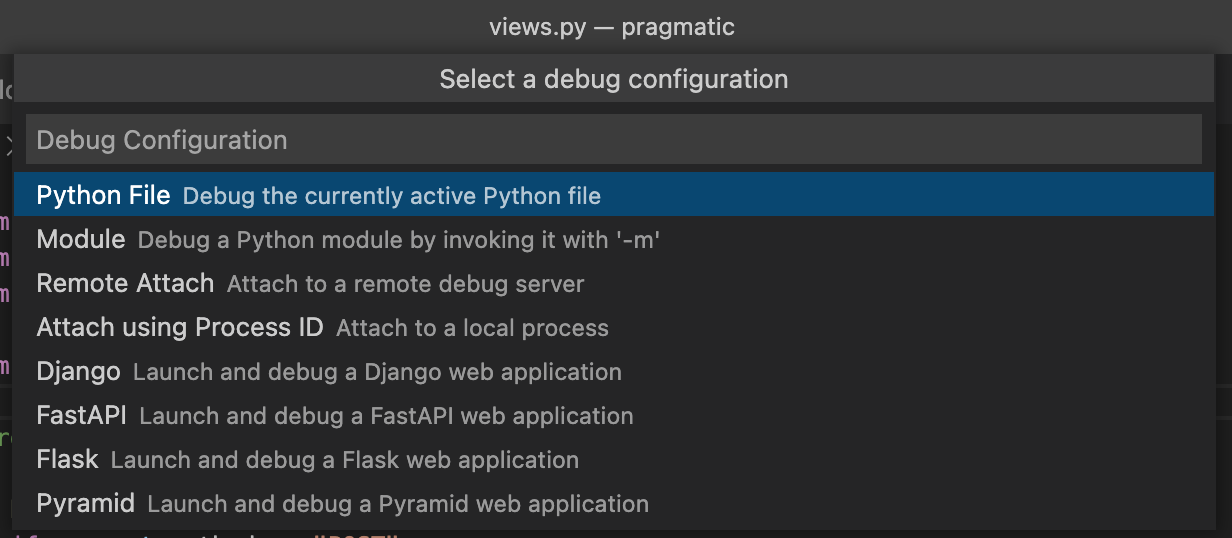 views.py — pragmatic
Select a debug configuration
Debug Configuration
Python File Debug the currently active Python file
Module Debug a Python module by invoking it with '-m'
Remote Attach Attach to a remote debug server
Attach using Process ID Attach to a local process
Django Launch and debug a Django web application
FastAPI Launch and debug a FastAPI web application
Flask Launch and debug a Flask web application
Pyramid Launch and debug a Pyramid web application